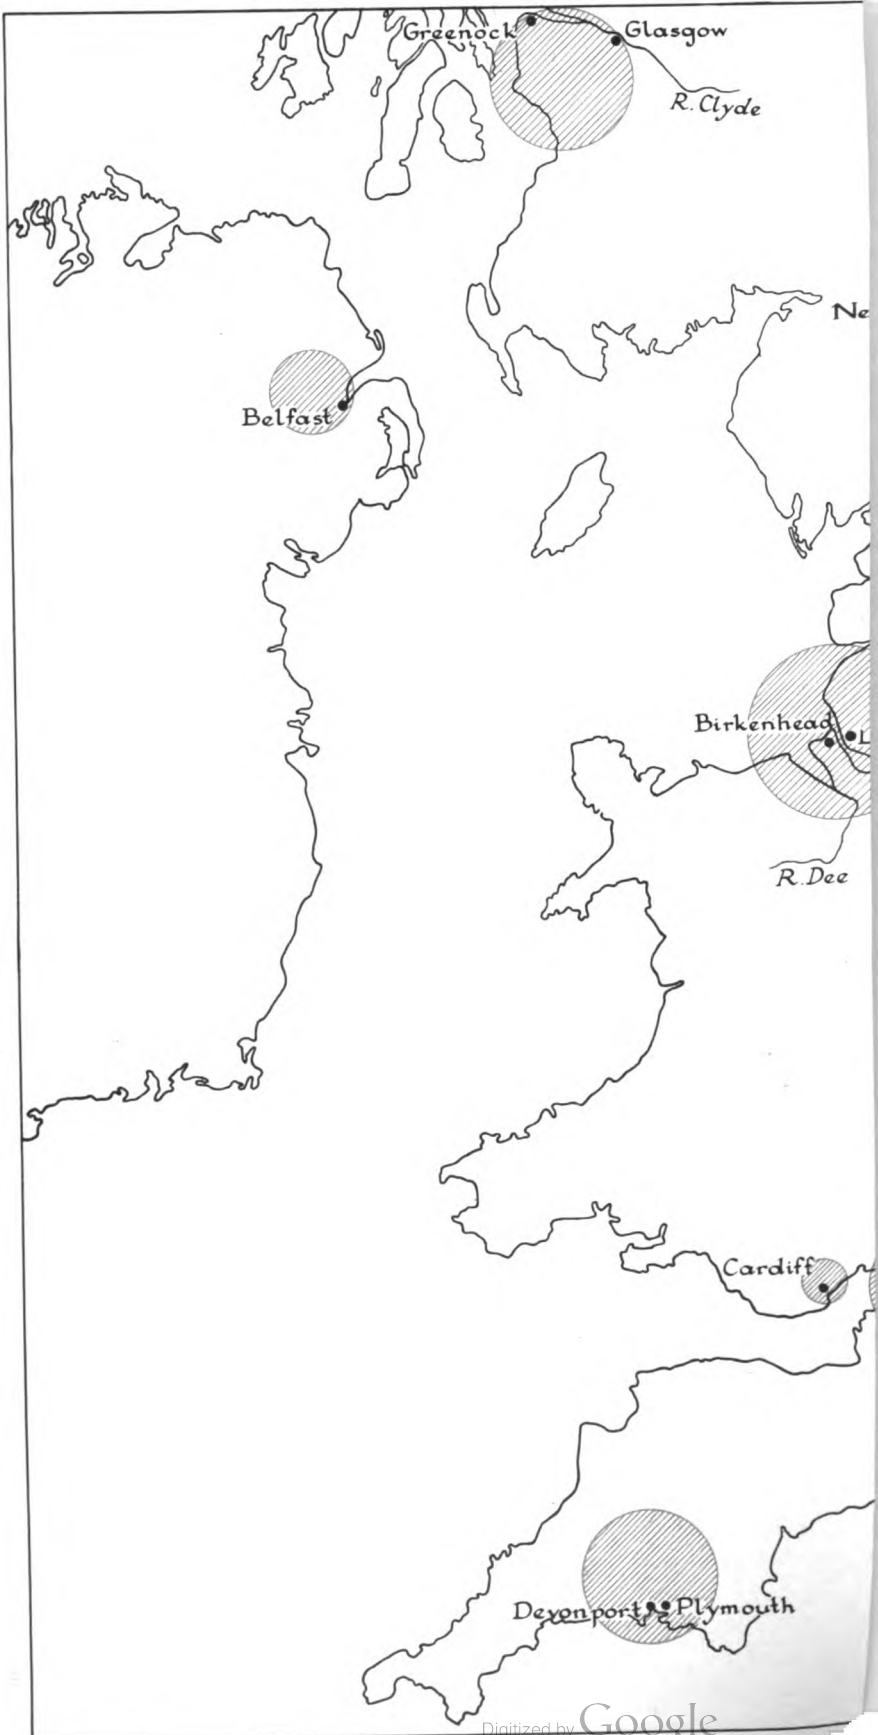 Greenock
Glasgow
R. Clyde
Ne
Belfast
Birkenhead
L
R. Dee
Cardiff
Devonport
Plymouth
Digitized by Google